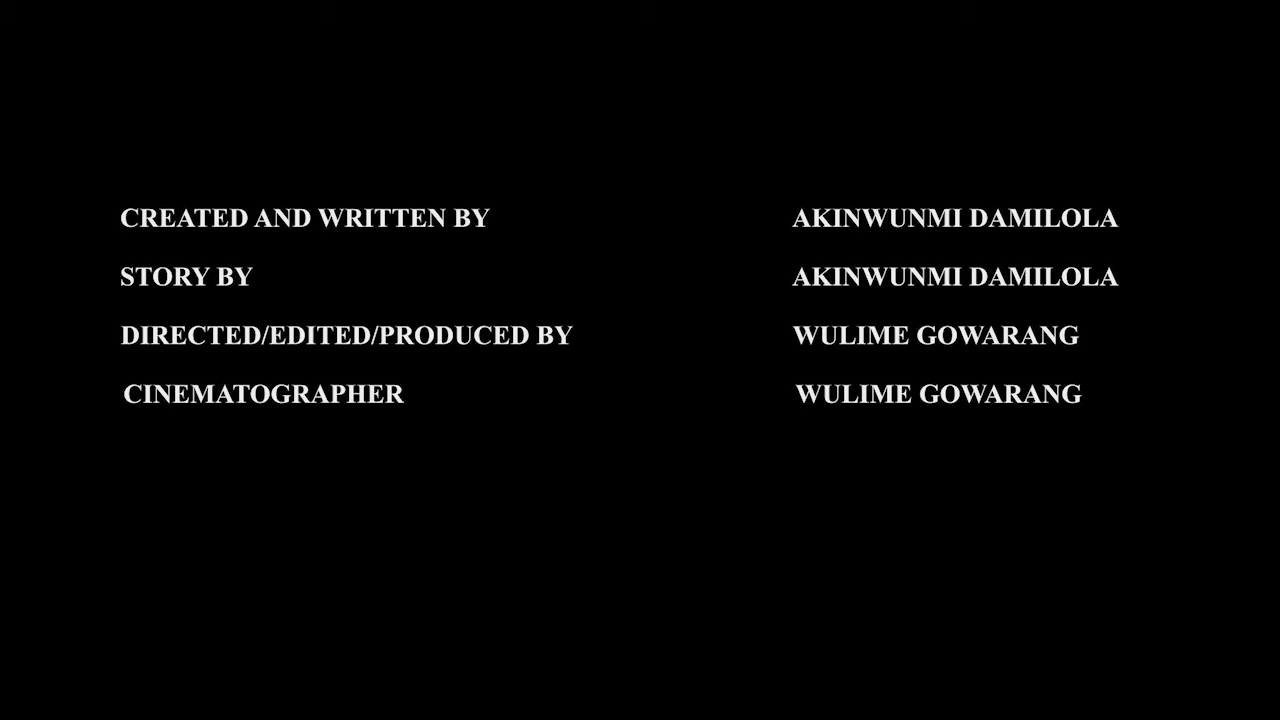 CREATED AND WRITTEN BY AKINWUNMI DAMILOLA
STORY BY AKINWUNMI DAMILOLA
DIRECTED/EDITED/PRODUCED BY WULIME GOWARANG
CINEMATOGRAPHER WULIME GOWARANG